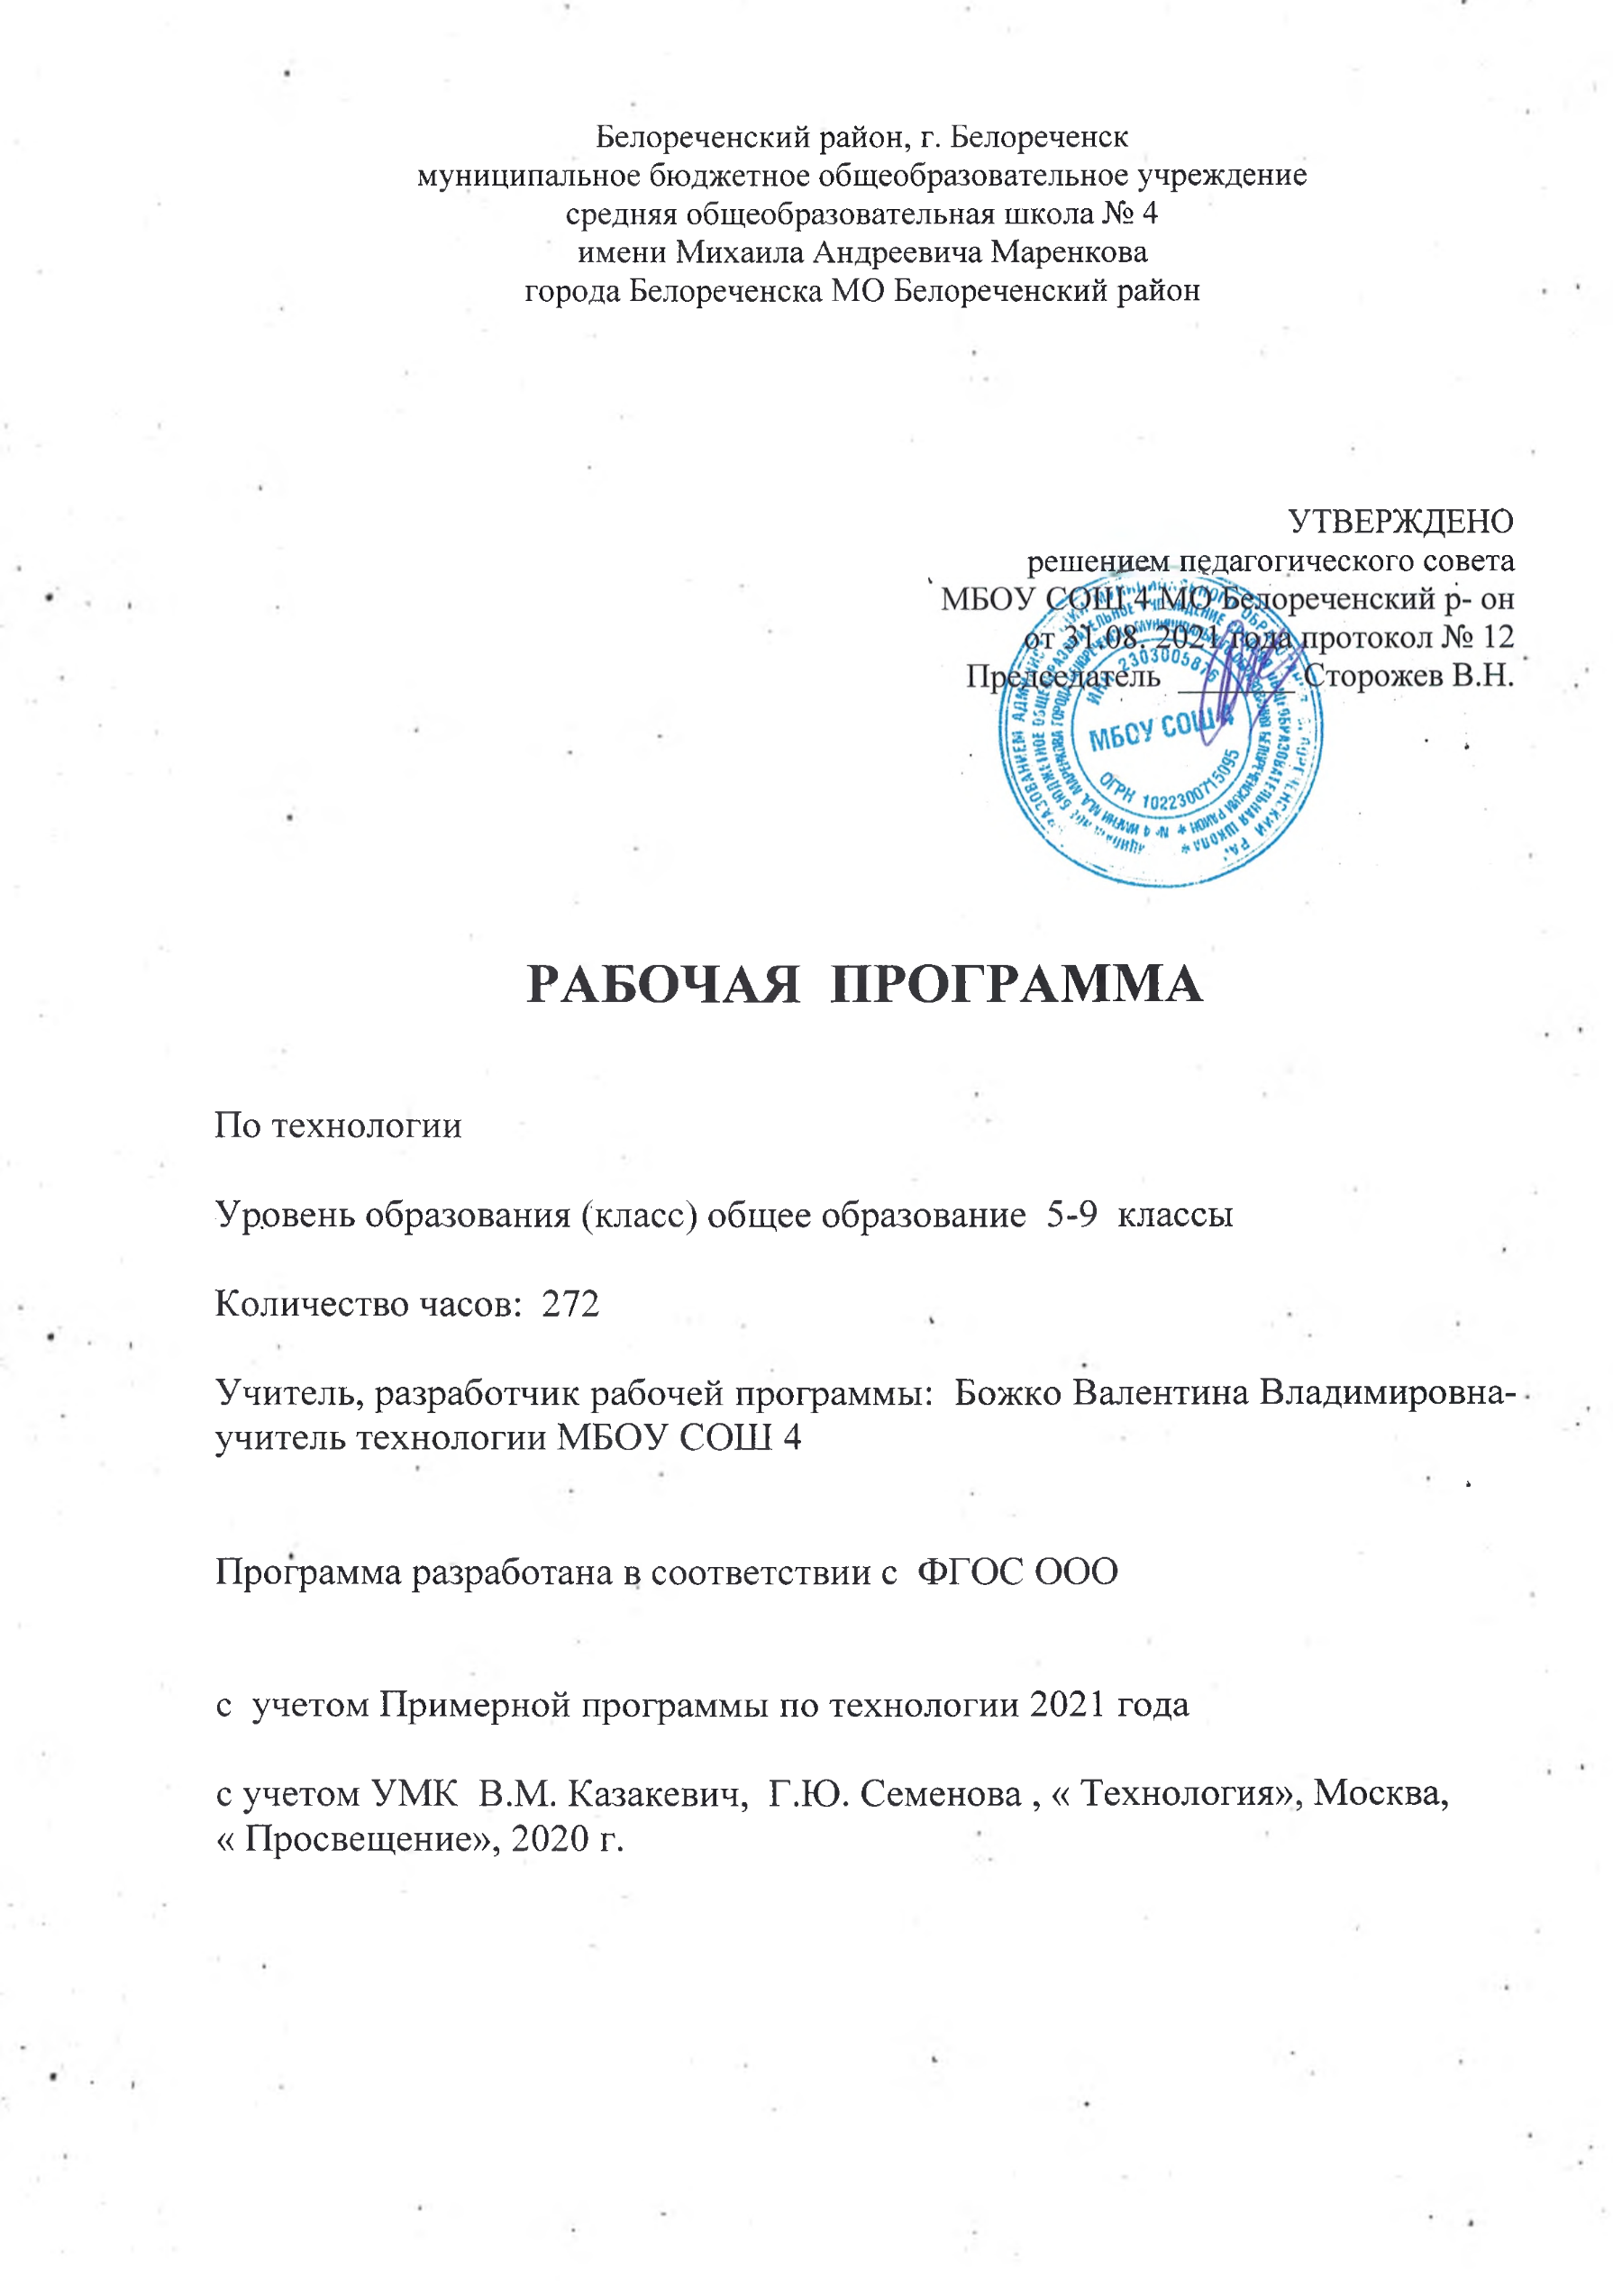 Белореченский район, г. Белореченск
муниципальное бюджетное общеобразовательное учреждение
средняя общеобразовательная школа № 4
имени Михаила Андреевича Маренкова
города Белореченска МО Белореченский район
УТВЕРЖДЕНО
решением педагогического совета
МБОУ СОШ 4 МО Белореченский р- он
от 31.08. 2021 года протокол № 12
Председатель _______ Сторожев В.Н.
ИНН 2303005876
МБОУ СОШ 4
ОГРН 1022300715095
РАБОЧАЯ ПРОГРАММА
По технологии
Уровень образования (класс) общее образование 5-9 классы
Количество часов: 272
Учитель, разработчик рабочей программы: Божко Валентина Владимировна-
учитель технологии МБОУ СОШ 4
Программа разработана в соответствии с ФГОС ООО
с учетом Примерной программы по технологии 2021 года
с учетом УМК В.М. Казакевич, Г.Ю. Семенова , « Технология», Москва,
« Просвещение», 2020 г.